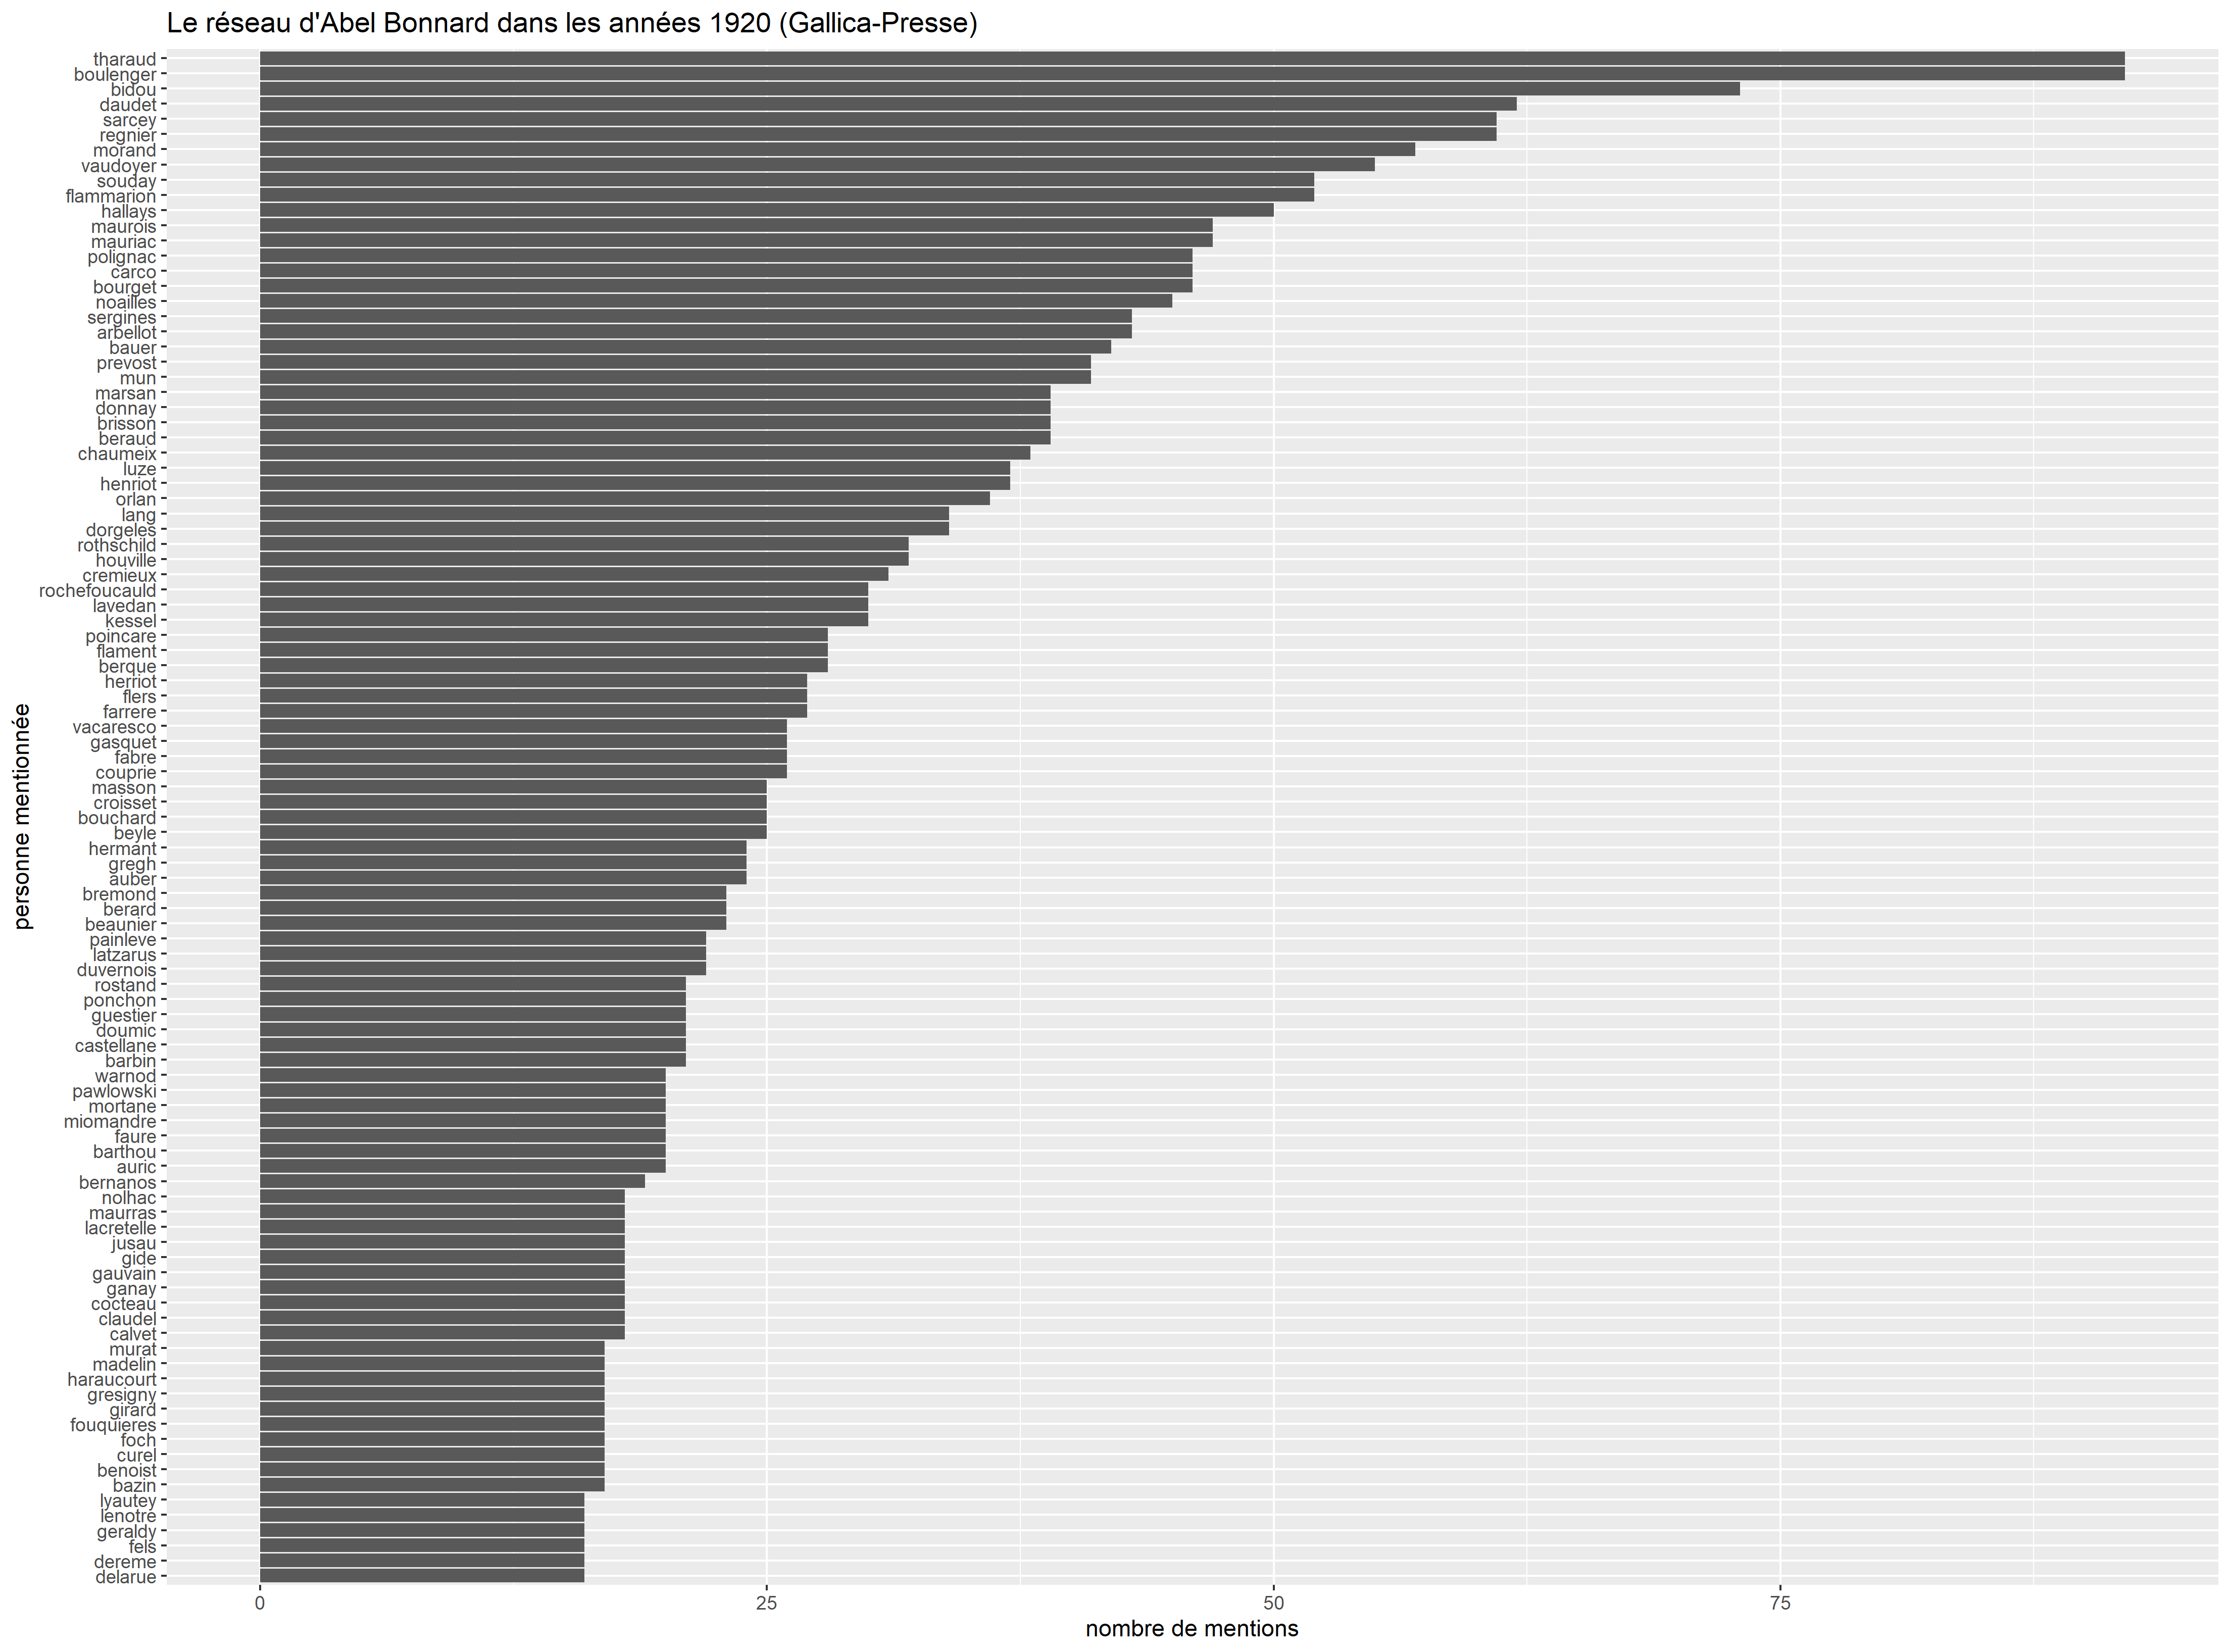 Le réseau d'Abel Bonnard dans les années 1920 (Gallica-Presse)
tharaud
boulenger
bidou
daudet
sarcey
regnier
morand
vaudoyer
souday
flammarion
hallays
maurois
mauriac
polignac
carco
bourget
noailles
sergines
arbellot
bauer
prevost
mun
marsan
donnay
brisson
beraud
chaumeix
luze
henriot
orlan
lang
dorgeles
rothschild
houville
cremieux
rochefoucauld
lavedan
kessel
poincare
flament
berque
herriot
flers
farrere
vacaresco
gasquet
fabre
couprie
masson
croisset
bouchard
beyle
hermant
gregh
auber
bremond
berard
beaunier
painleve
latzarus
duvernois
rostand
ponchon
guestier
doumic
castellane
barbin
warnod
pawlowski
mortane
miomandre
faure
barthou
auric
bernanos
nolhac
maurras
lacretelle
jusau
gide
gauvain
ganay
cocteau
claudel
calvet
murat
madelin
haraucourt
gresigny
girard
fouquieres
foch
curel
benoist
bazin
lyautey
lenotre
geraldy
fels
dereme
delarue
personne mentionnée
0 25 50 75
nombre de mentions